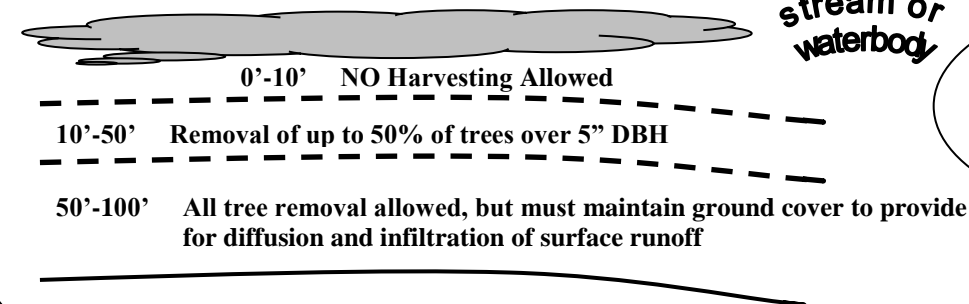 stream or
waterbody
0’-10’ NO Harvesting Allowed
10’-50’ Removal of up to 50% of trees over 5” DBH
50’-100’ All tree removal allowed, but must maintain ground cover to provide
for diffusion and infiltration of surface runoff